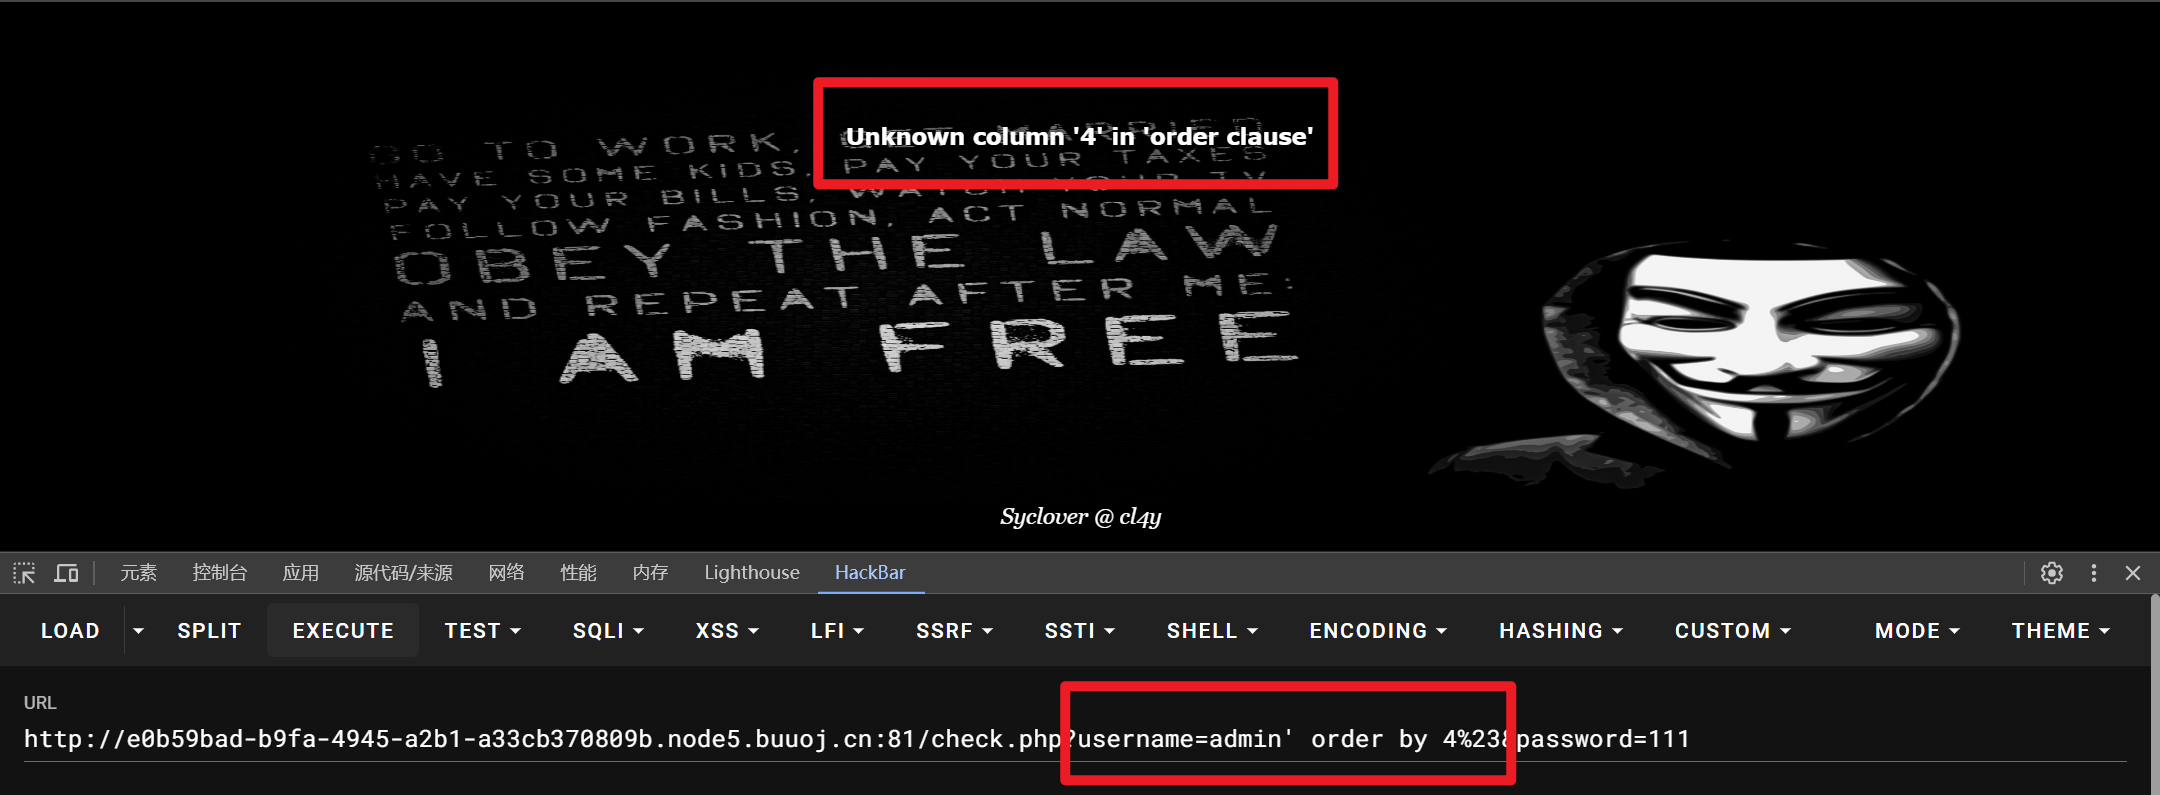 Unknown column '4' in 'order clause'
GO TO WORK, GET MARRIED
HAVE SOME KIDS, PAY YOUR TAXES
PAY YOUR BILLS, WATCH YOUR TV
FOLLOW FASHION, ACT NORMAL
OBEY THE LAW
AND REPEAT AFTER ME:
I AM FREE
Syclover @ cl4y
元素 控制台 应用 源代码/来源 网络 性能 内存 Lighthouse HackBar
LOAD SPLIT EXECUTE TEST SQLI XSS LFI SSRF SSTI SHELL ENCODING HASHING CUSTOM MODE THEME
URL
http://e0b59bad-b9fa-4945-a2b1-a33cb370809b.node5.buuoj.cn:81/check.php?username=admin' order by 4%23&password=111